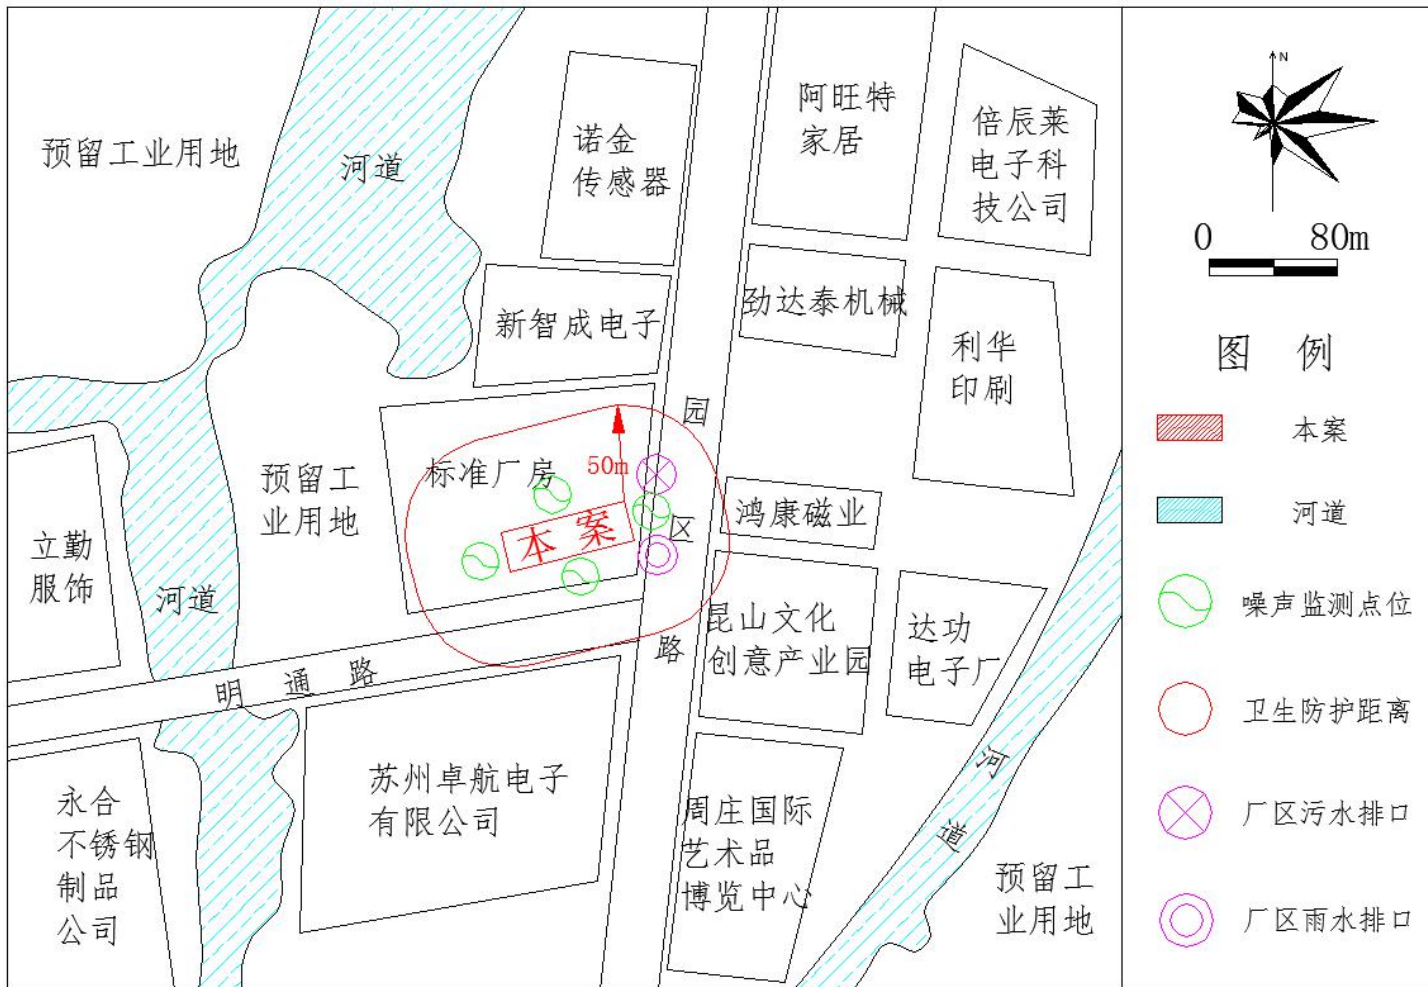 预留工业用地
河道
诺金
传感器
阿旺特
家居
倍辰莱
电子科
技公司
新智成电子
劲达泰机械
利华
印刷
园
区
路
标准厂房
50m
本案
预留工
业用地
鸿康磁业
立勤
服饰
河道
昆山文化
创意产业园
达功
电子厂
明通路
苏州卓航电子
有限公司
永合
不锈钢
制品
公司
周庄国际
艺术品
博览中心
河
道
预留工
业用地
N
0 80m
图 例
本案
河道
噪声监测点位
卫生防护距离
厂区污水排口
厂区雨水排口